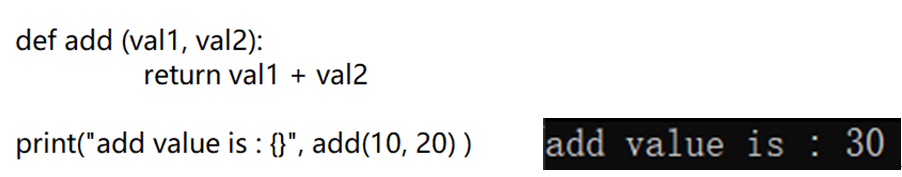 def add (val1, val2):
return val1 + val2
print("add value is : {}", add(10, 20) )
add value is : 30